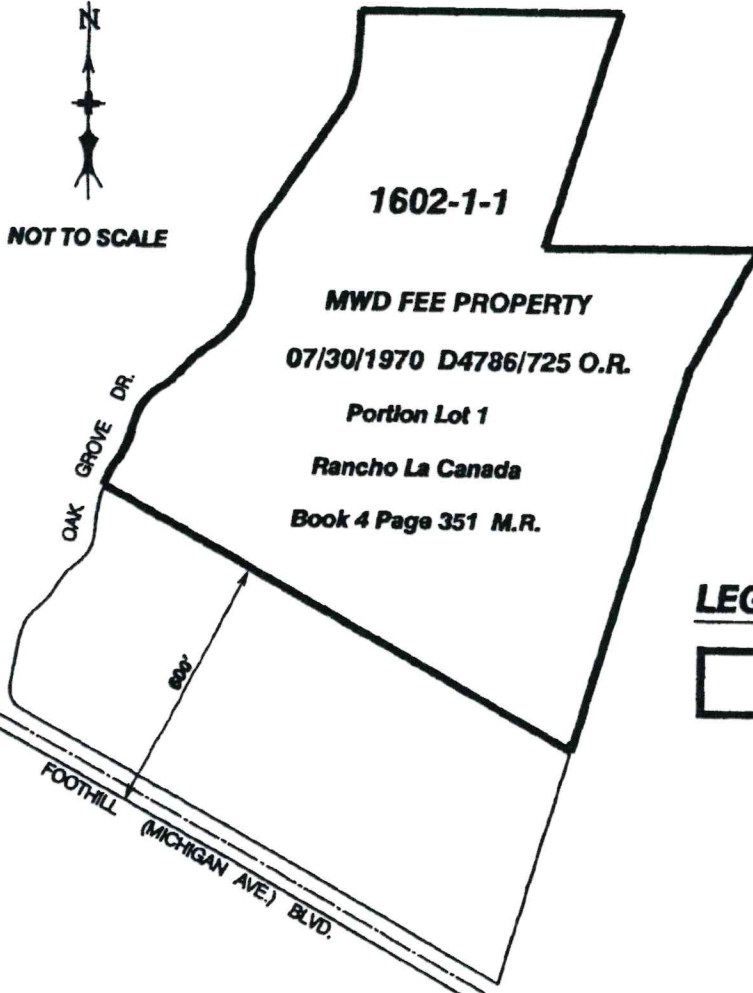 N
NOT TO SCALE
1602-1-1
MWD FEE PROPERTY
07/30/1970 D4786/725 O.R.
Portion Lot 1
Rancho La Canada
Book 4 Page 351 M.R.
OAK GROVE DR.
LEG
600'
FOOTHILL (MICHIGAN AVE.) BLVD.